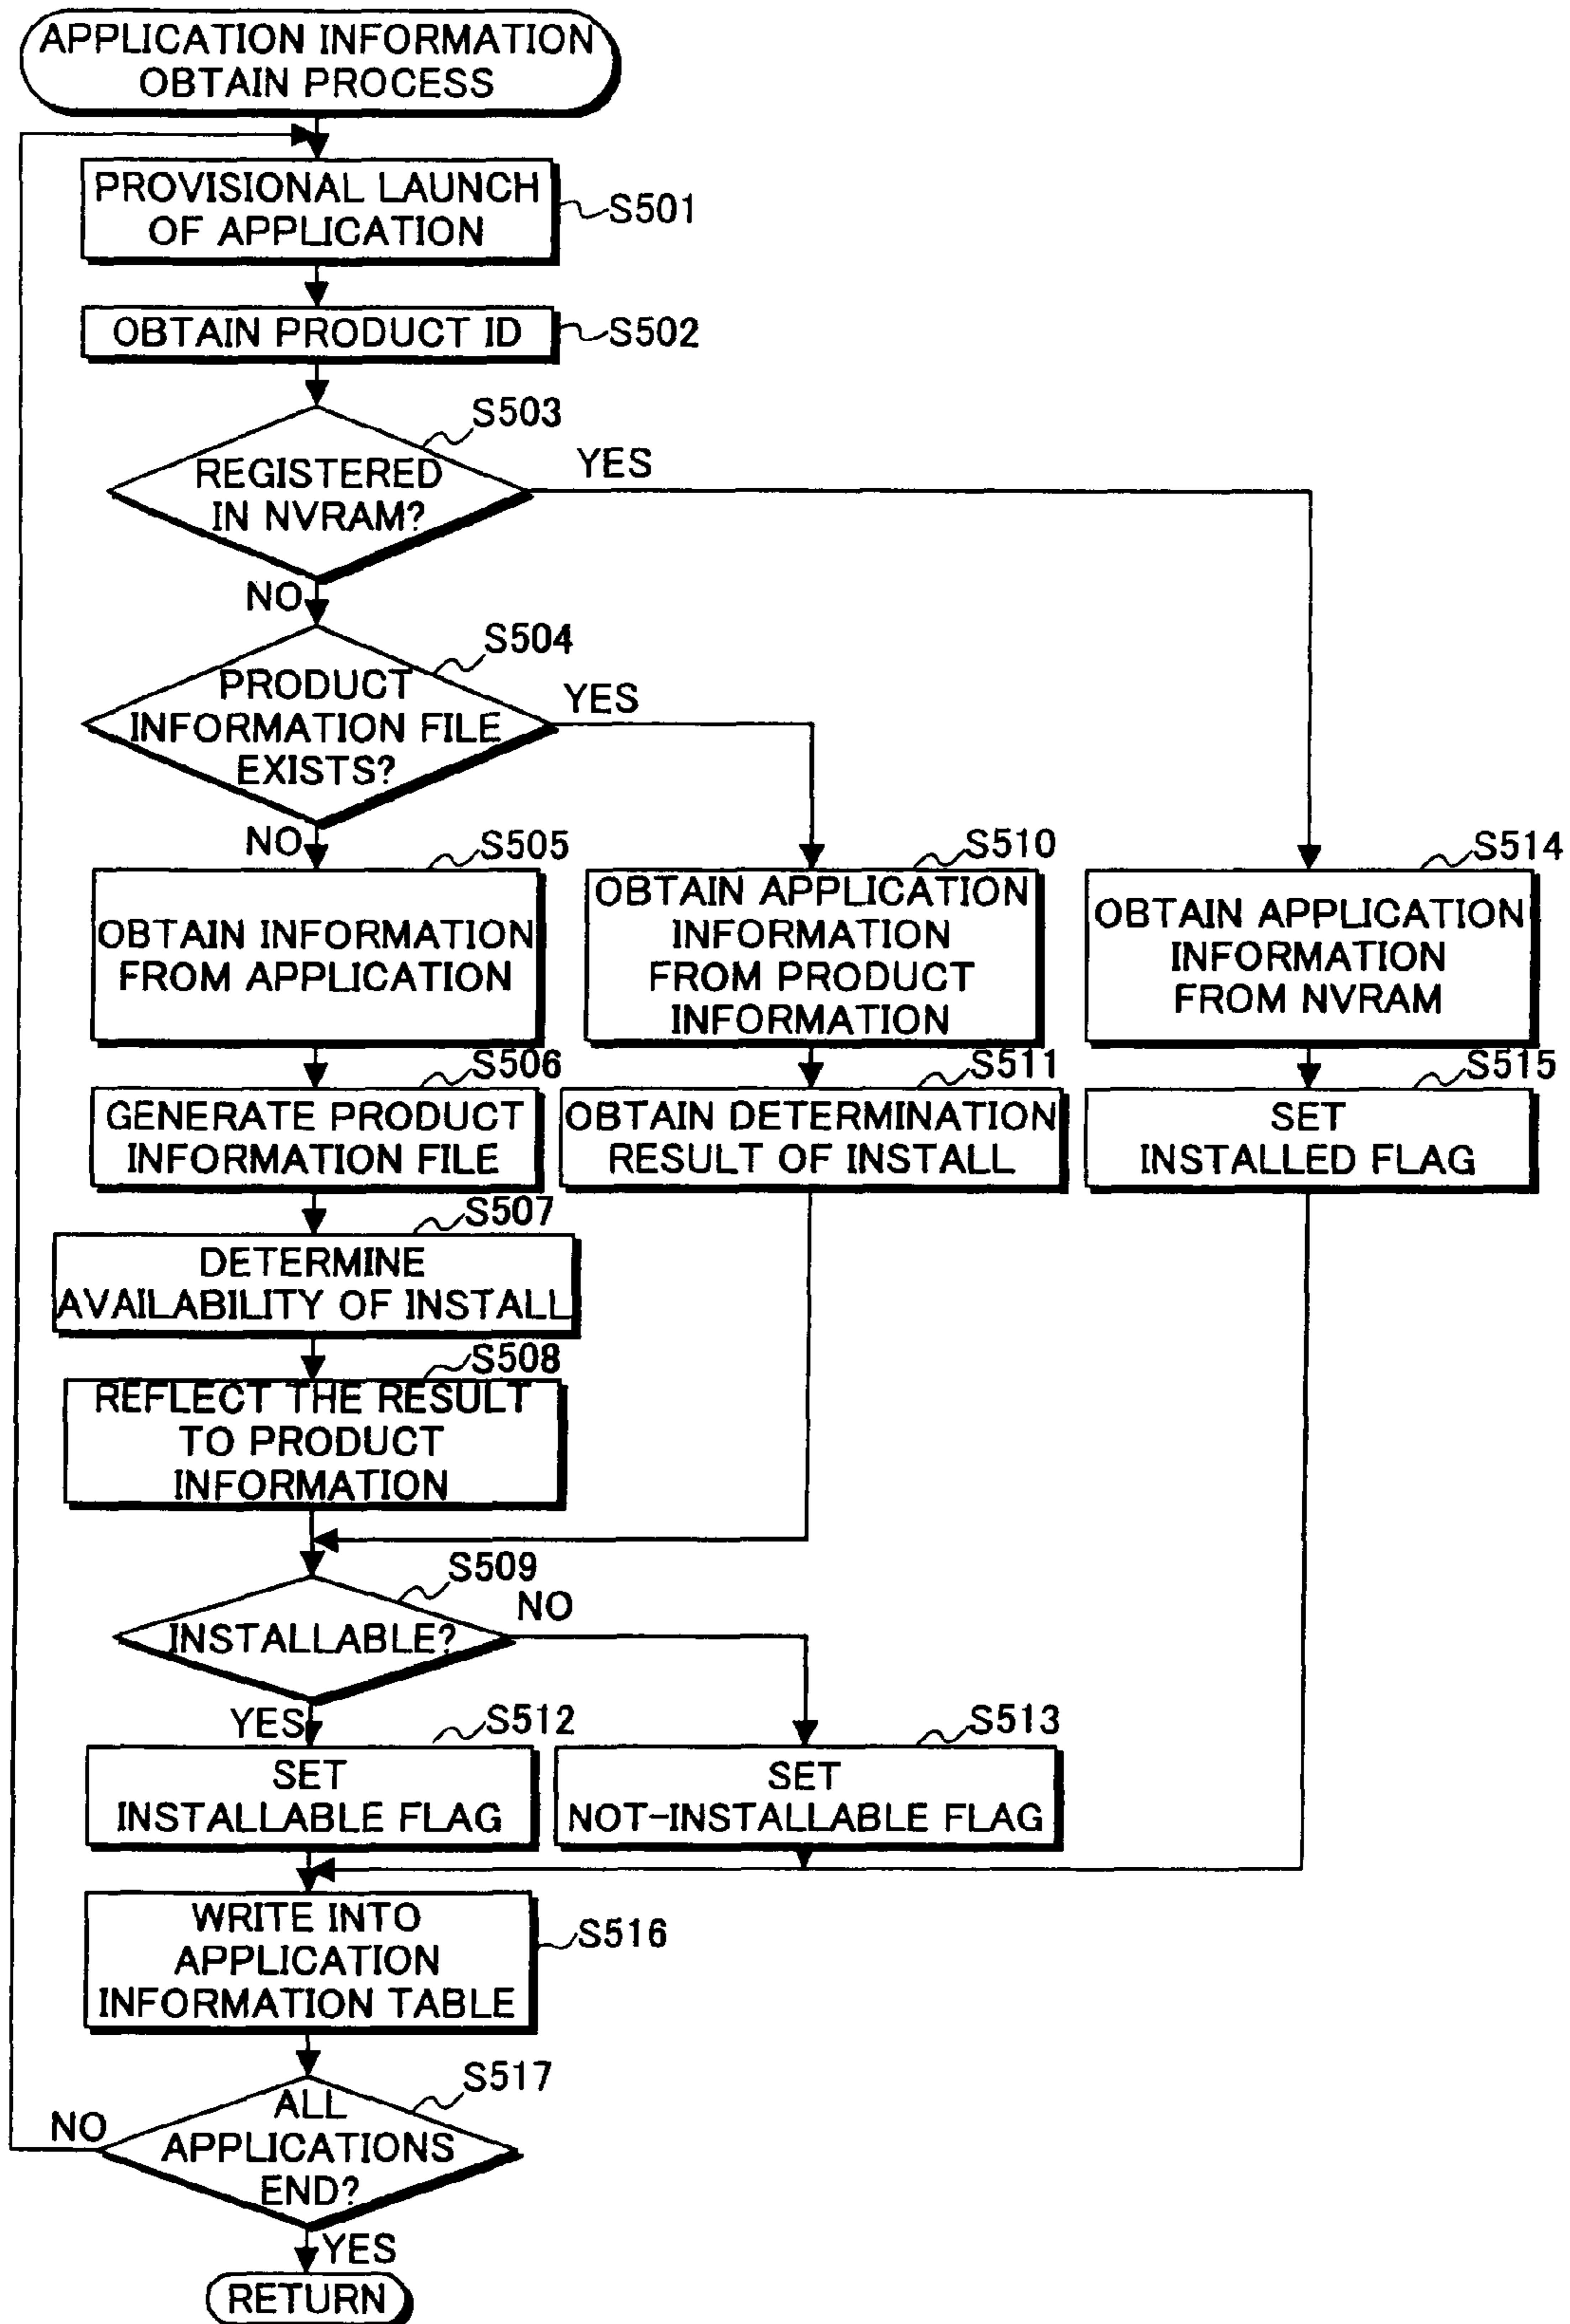 APPLICATION INFORMATION
OBTAIN PROCESS
PROVISIONAL LAUNCH
OF APPLICATION
S501
OBTAIN PRODUCT ID
S502
S503
REGISTERED
IN NVRAM?
YES
NO
S504
PRODUCT
INFORMATION FILE
EXISTS?
YES
NO
S505
OBTAIN INFORMATION
FROM APPLICATION
S510
OBTAIN APPLICATION
INFORMATION
FROM PRODUCT
INFORMATION
S514
OBTAIN APPLICATION
INFORMATION
FROM NVRAM
S506
GENERATE PRODUCT
INFORMATION FILE
S511
OBTAIN DETERMINATION
RESULT OF INSTALL
S515
SET
INSTALLED FLAG
S507
DETERMINE
AVAILABILITY OF INSTALL
S508
REFLECT THE RESULT
TO PRODUCT
INFORMATION
S509
INSTALLABLE?
NO
YES
S512
SET
INSTALLABLE FLAG
S513
SET
NOT-INSTALLABLE FLAG
WRITE INTO
APPLICATION
INFORMATION TABLE
S516
S517
ALL
APPLICATIONS
END?
NO
YES
RETURN